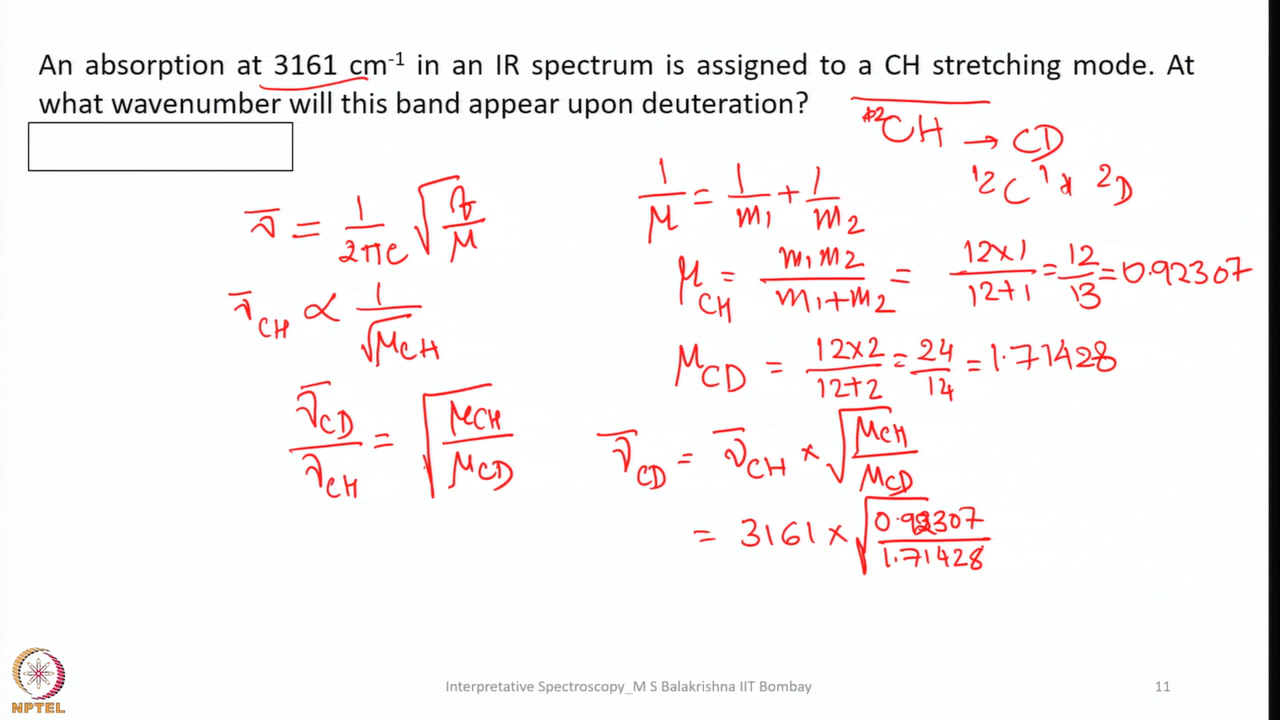 An absorption at 3161 cm⁻¹ in an IR spectrum is assigned to a CH stretching mode. At
what wavenumber will this band appear upon deuteration?
CH → CD
¹²C ¹H ²D
ν̄ = 1/2πc √(f/μ)
1/μ = 1/m₁ + 1/m₂
ν̄CH ∝ 1/√μCH
μCH = m₁m₂/(m₁+m₂) = 12×1/12+1 = 12/13 = 0.92307
μCD = 12×2/12+2 = 24/14 = 1.71428
ν̄CD/ν̄CH = √(μCH/μCD)
ν̄CD = ν̄CH × √(μCH/μCD)
= 3161 × √(0.92307/1.71428)
Interpretative Spectroscopy_M S Balakrishna IIT Bombay
11
NPTEL